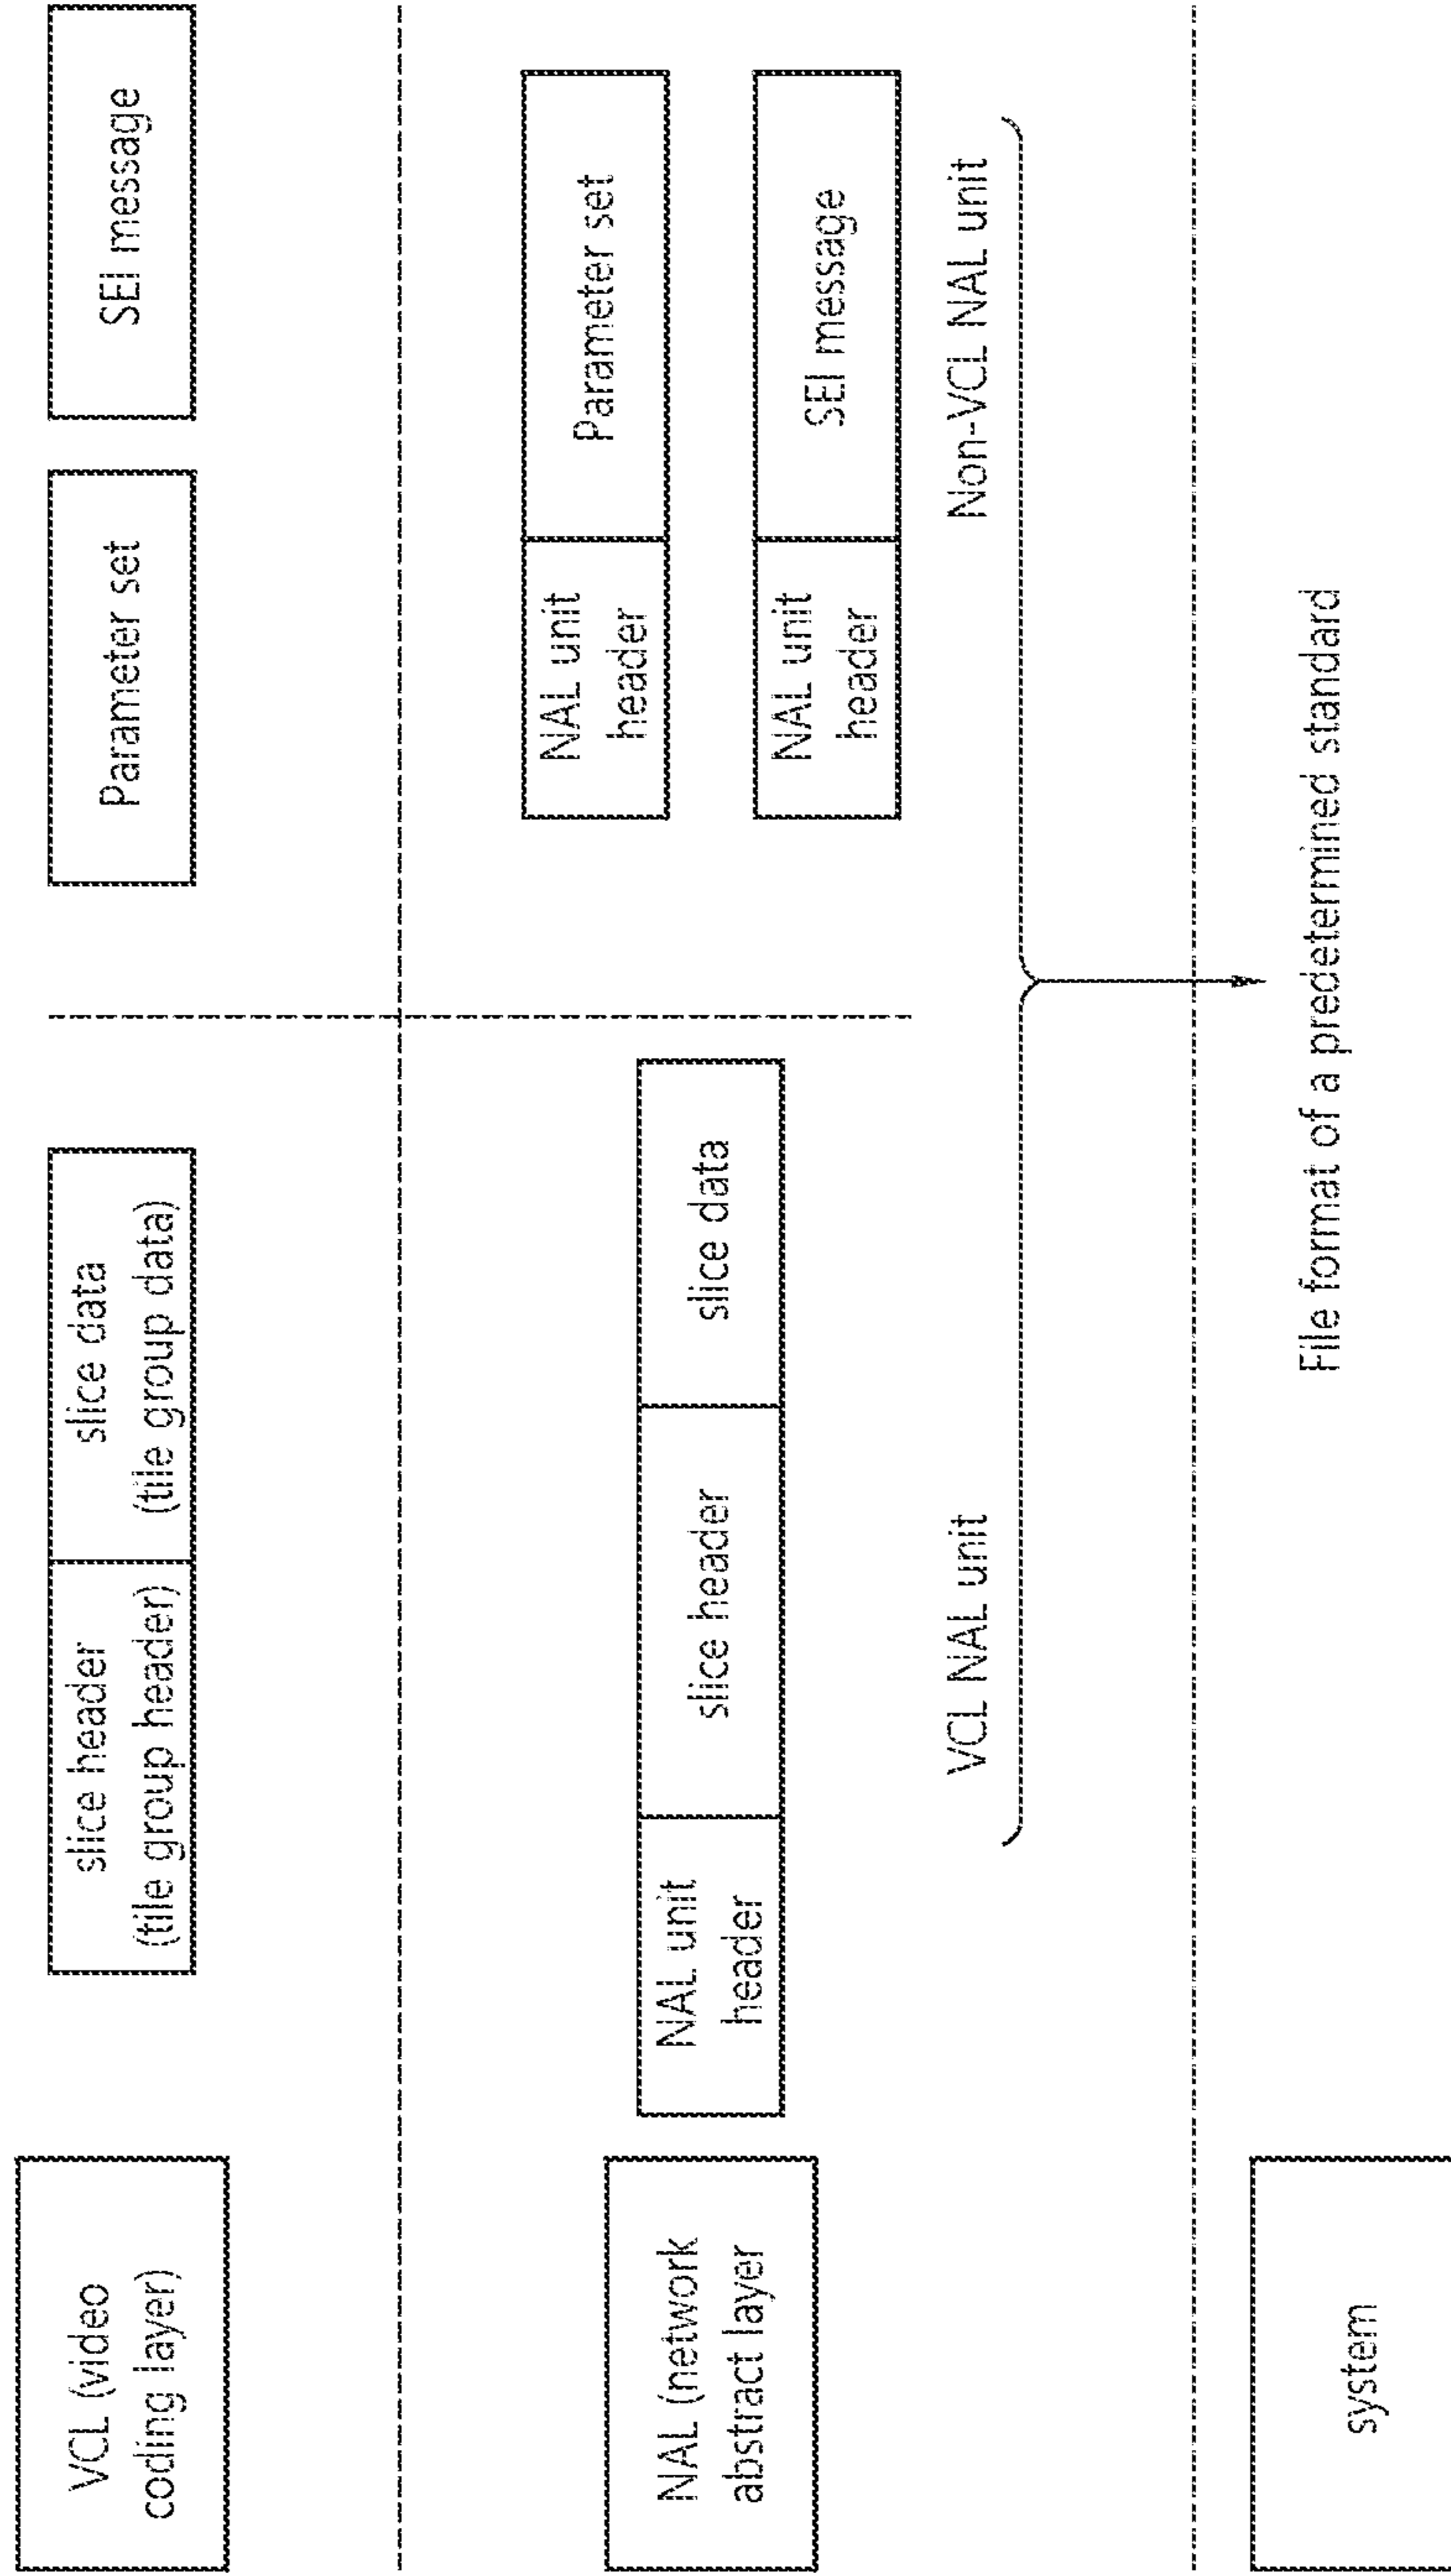 VCL (video
coding layer)
slice header
(tile group header)
slice data
(tile group data)
Parameter set
SEI message
NAL (network
abstract layer
NAL unit
header
slice header
slice data
NAL unit
header
Parameter set
NAL unit
header
SEI message
VCL NAL unit
Non-VCL NAL unit
system
File format of a predetermined standard